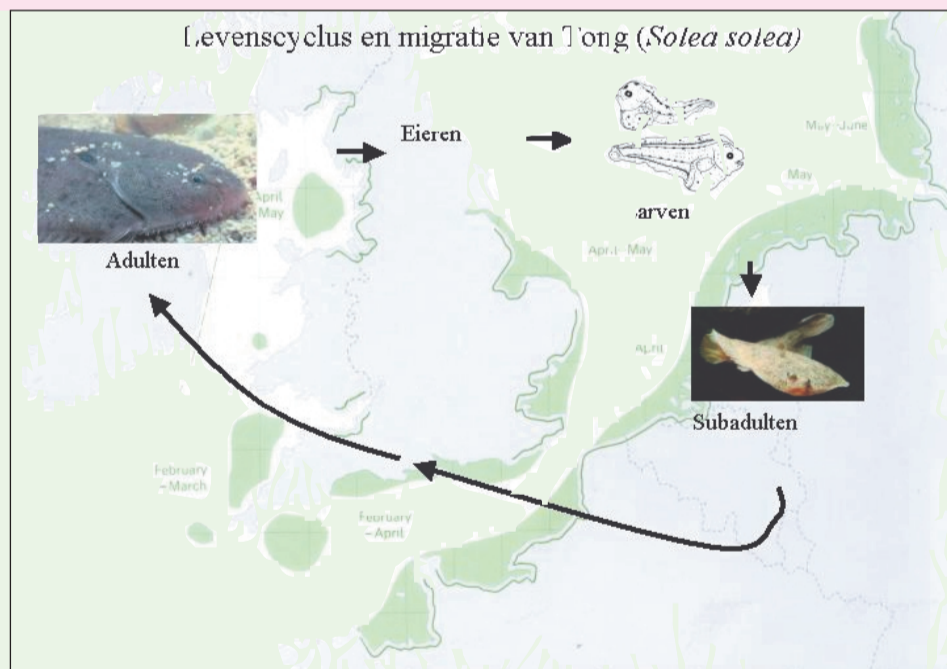 Levenscyclus en migratie van Tong (Solea solea)
Eieren
arven
Adulten
Subadulten
May-June
May
April
May
April-May
April
February
-March
February
-April